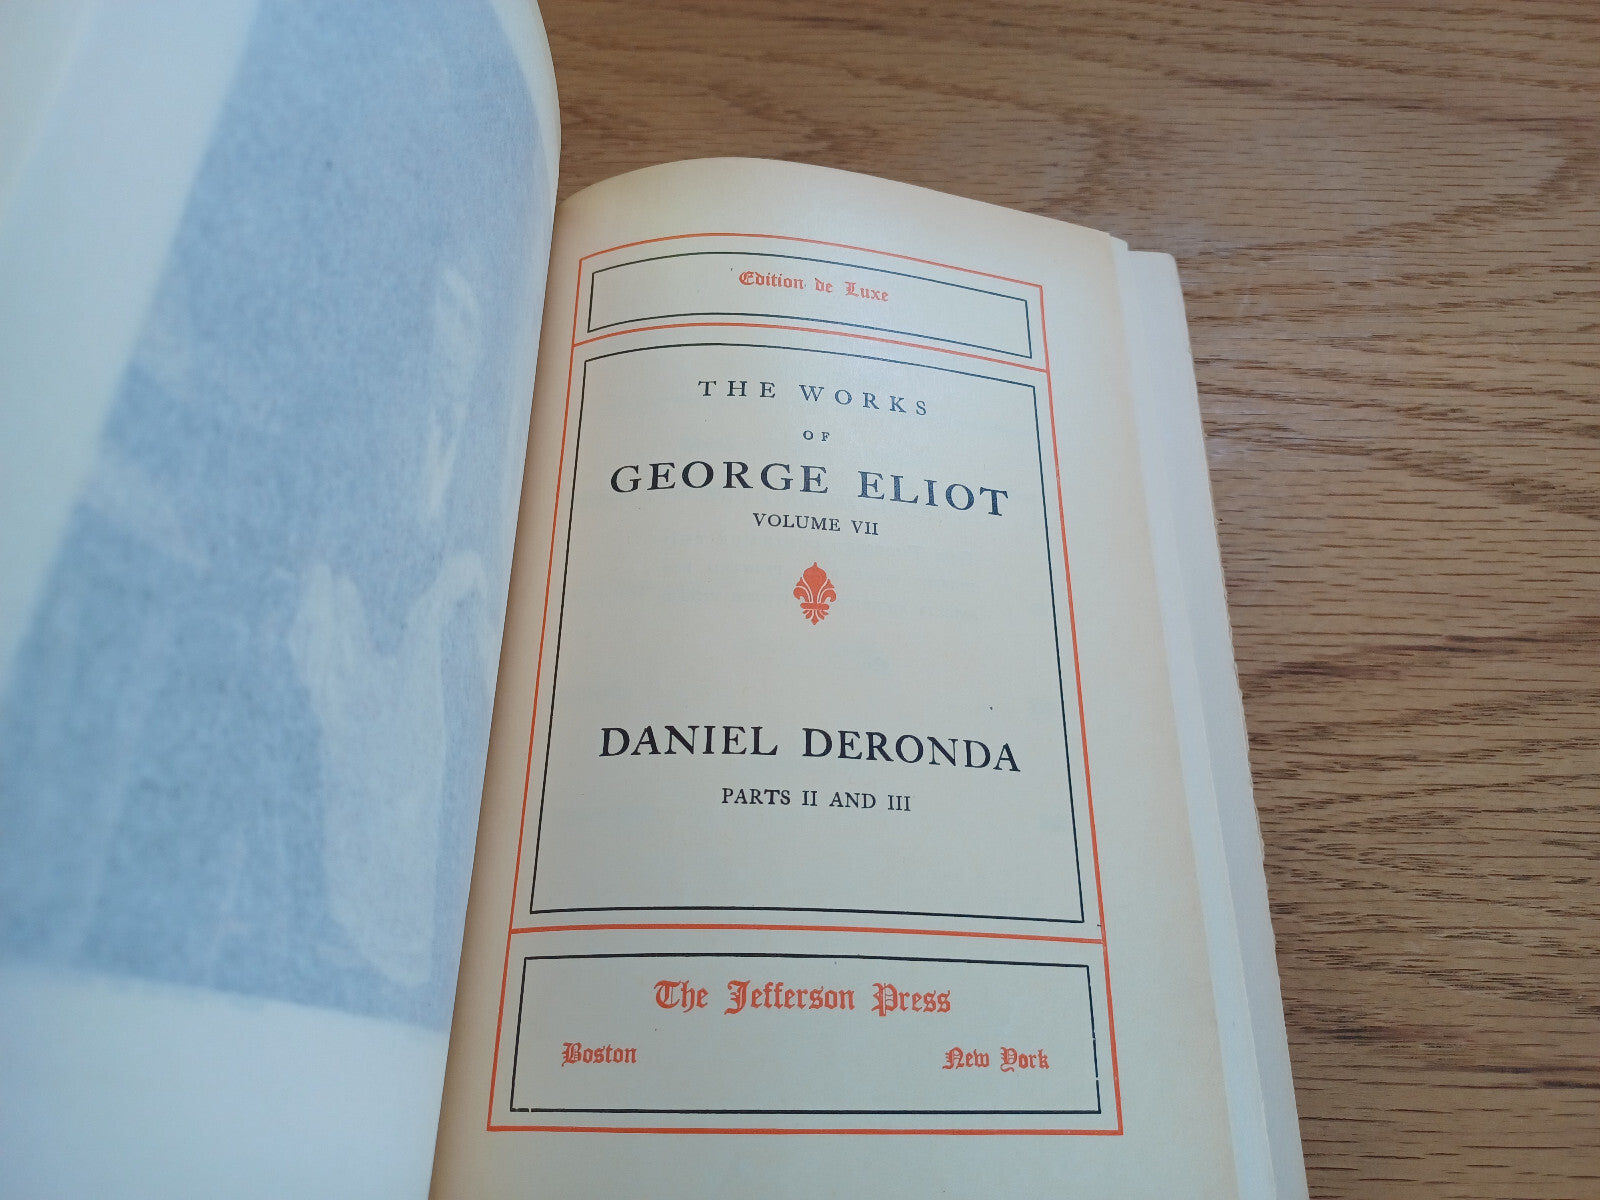 Edition de Luxe
THE WORKS
OF
GEORGE ELIOT
VOLUME VII
DANIEL DERONDA
PARTS II AND III
The Jefferson Press
Boston New York